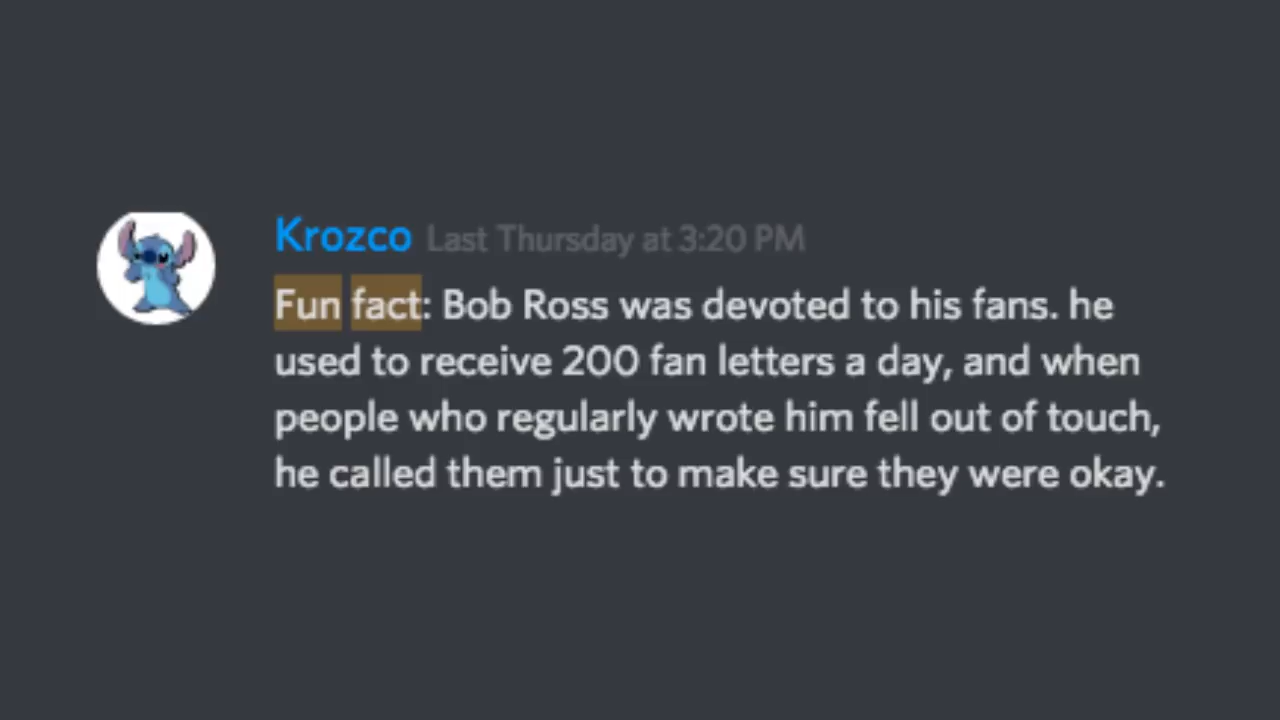 Krozco Last Thursday at 3:20 PM
Fun fact: Bob Ross was devoted to his fans. he
used to receive 200 fan letters a day, and when
people who regularly wrote him fell out of touch,
he called them just to make sure they were okay.